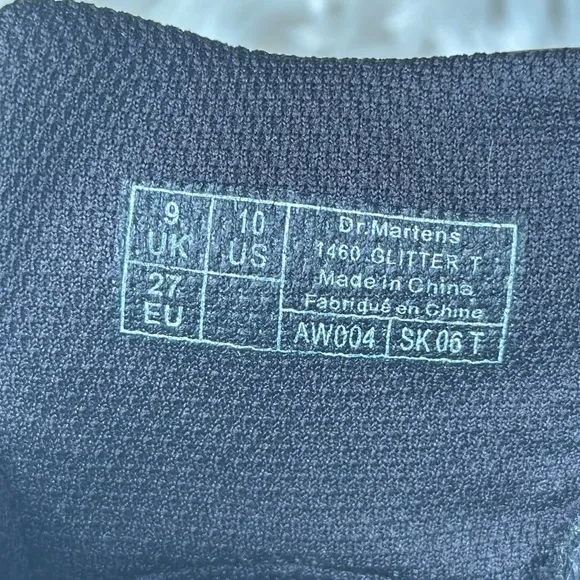 9
UK
10
US
27
EU
Dr.Martens
1460 GLITTER T
Made in China
Fabriqué en Chine
AW004
SK 06 T